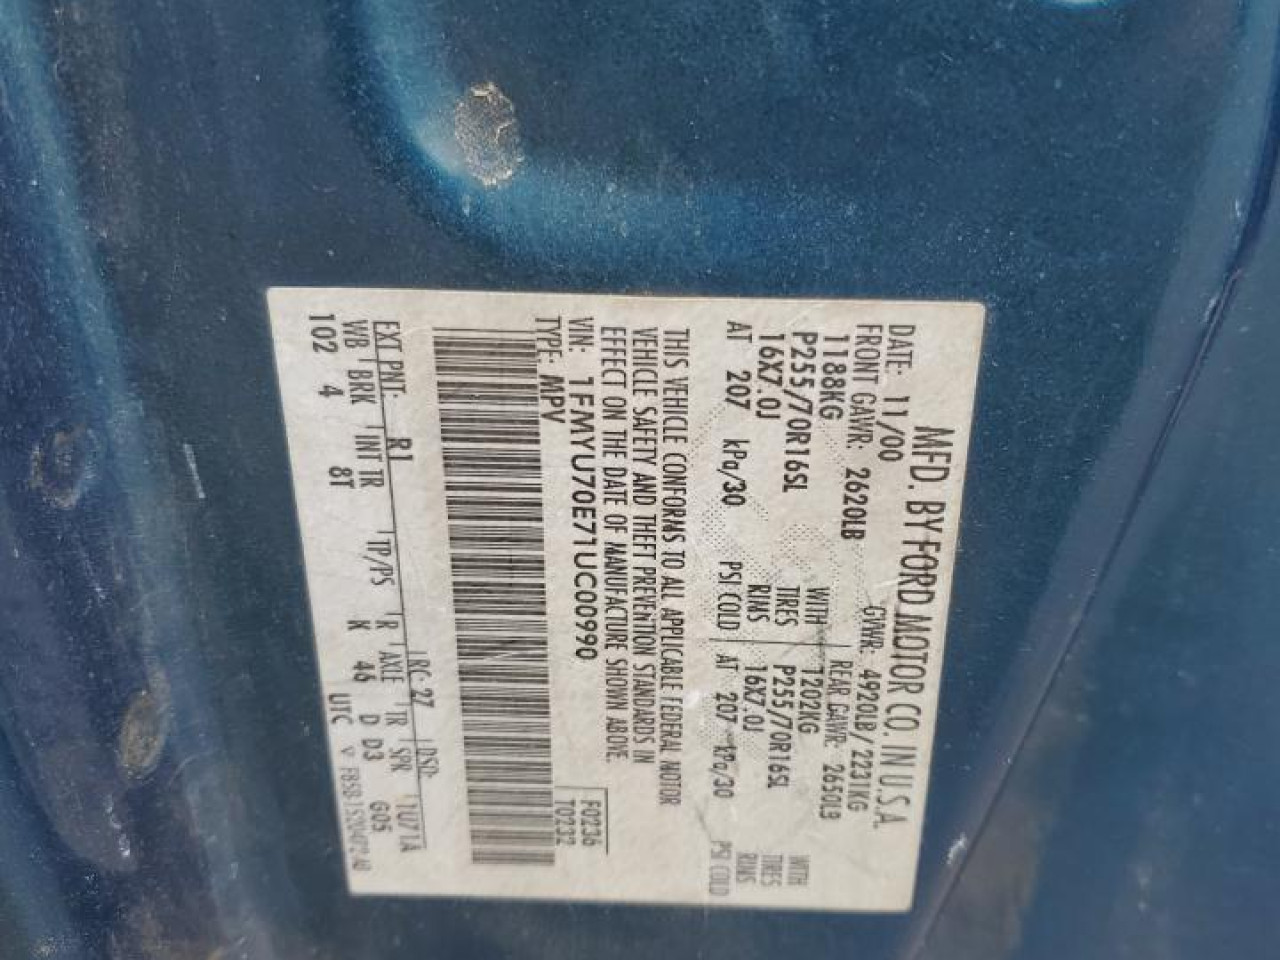 MFD. BY FORD MOTOR CO. IN U.S.A.
DATE: 11/00 GVWR: 4920LB/2231KG
FRONT GAWR: 2620LB REAR GAWR: 2650LB
1188KG WITH 1202KG WITH
P255/70R16SL TIRES P255/70R16SL TIRES
16X7.0J RIMS 16X7.0J RIMS
AT 207 kPa/30 PSI COLD AT 207 kPa/30 PSI COLD
THIS VEHICLE CONFORMS TO ALL APPLICABLE FEDERAL MOTOR
VEHICLE SAFETY AND THEFT PREVENTION STANDARDS IN
EFFECT ON THE DATE OF MANUFACTURE SHOWN ABOVE.
VIN: 1FMYU70E71UC00990 F0236
TYPE: MPV T0232
EXT PNT: R1 RC: 27 DSO:
WB BRK INT TR TP/PS R AXLE TR SPR 1U71A
102 4 8T K 46 D D3 G05
UTC